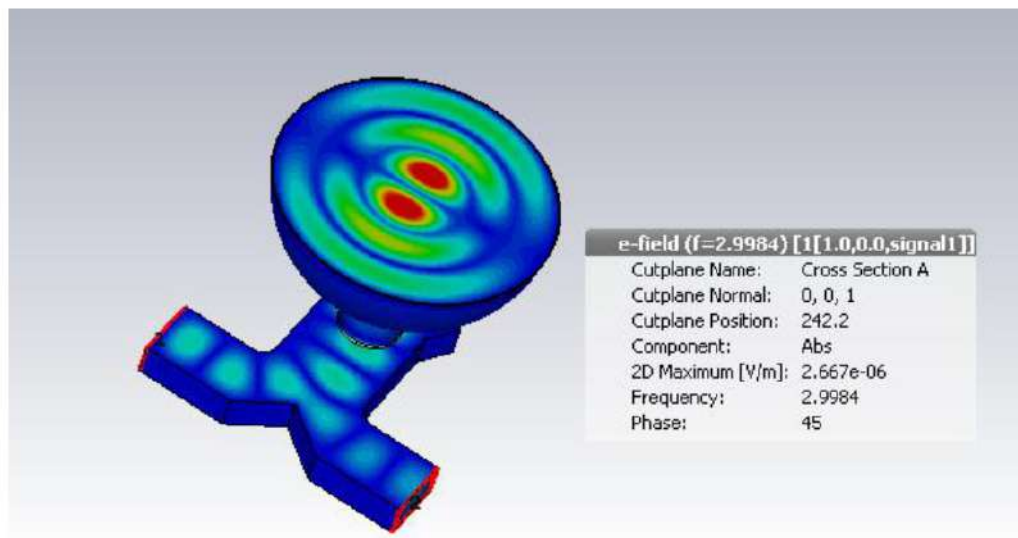 e-field (f=2.9984) [1[1.0,0.0,signal1]]
Cutplane Name: Cross Section A
Cutplane Normal: 0, 0, 1
Cutplane Position: 242.2
Component: Abs
2D Maximum [V/m]: 2.667e-06
Frequency: 2.9984
Phase: 45